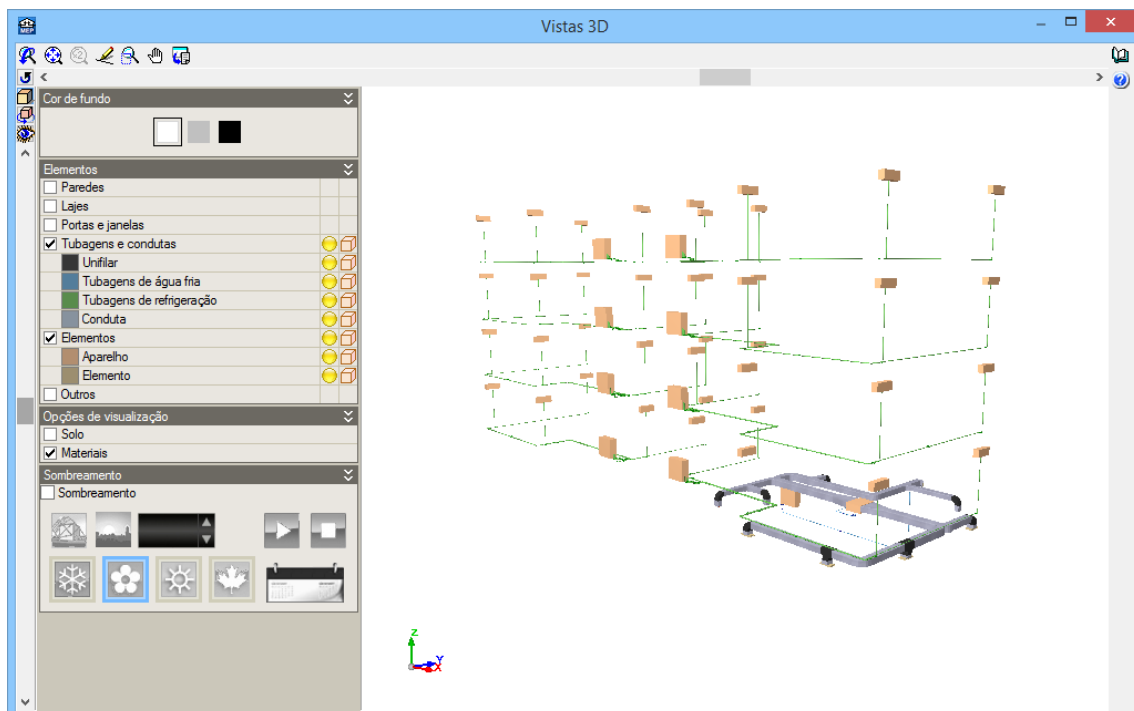 Vistas 3D
MEP
Cor de fundo
Elementos
Paredes
Lajes
Portas e janelas
Tubagens e condutas
Unifilar
Tubagens de água fria
Tubagens de refrigeração
Conduta
Elementos
Aparelho
Elemento
Outros
Opções de visualização
Solo
Materiais
Sombreamento
Sombreamento
Z
Y
X